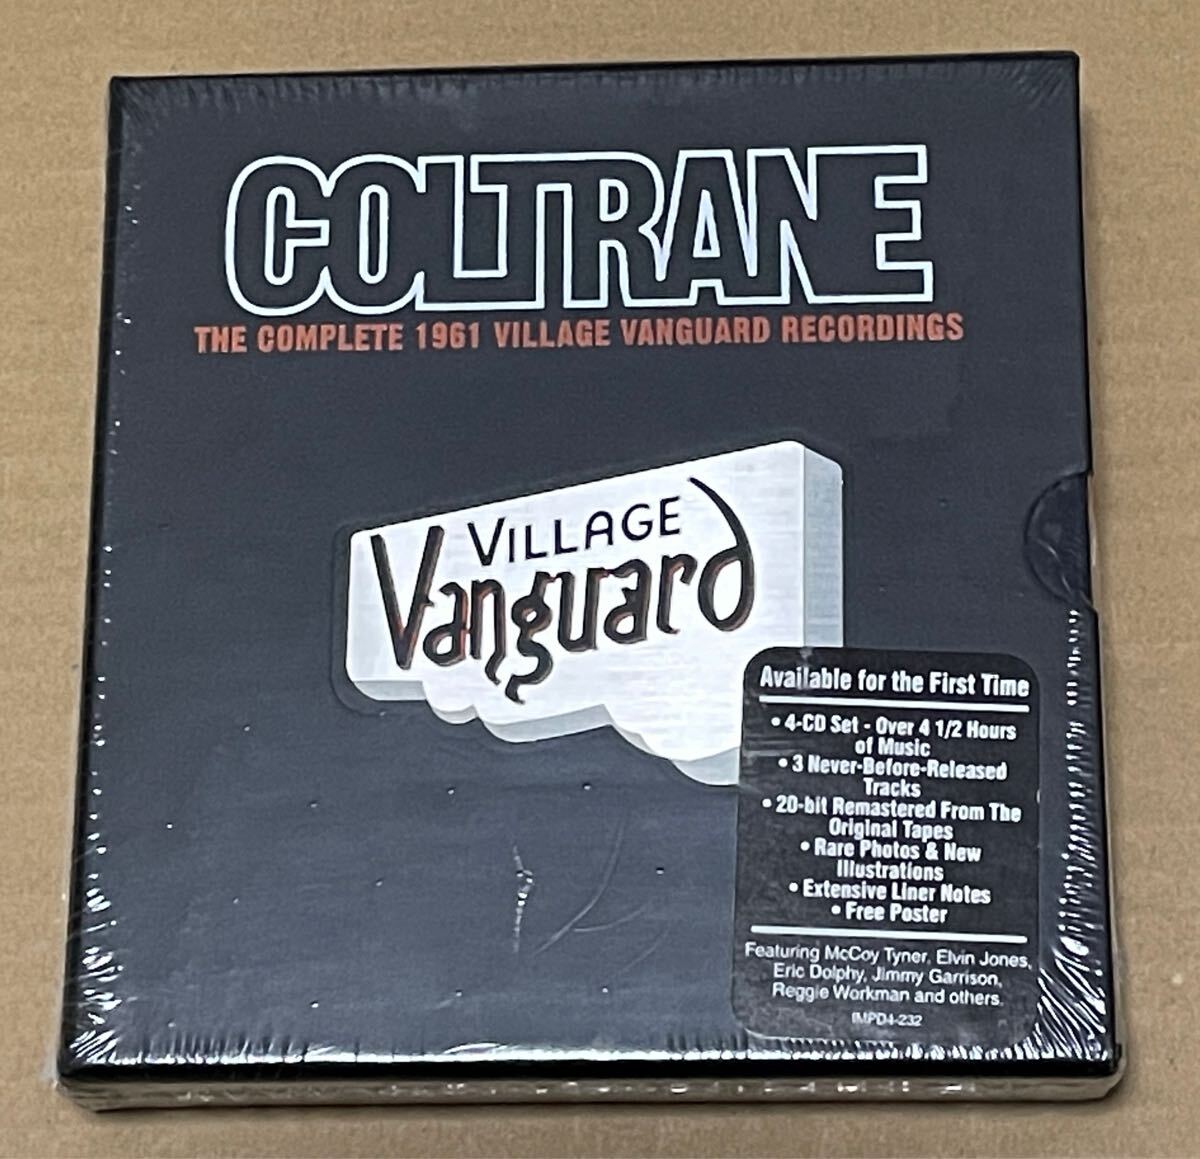 COLTRANE
THE COMPLETE 1961 VILLAGE VANGUARD RECORDINGS
VILLAGE
Vanguard
Available for the First Time
• 4-CD Set - Over 4 1/2 Hours
of Music
• 3 Never-Before-Released
Tracks
• 20-bit Remastered From The
Original Tapes
• Rare Photos & New
Illustrations
• Extensive Liner Notes
• Free Poster
Featuring McCoy Tyner, Elvin Jones,
Eric Dolphy, Jimmy Garrison,
Reggie Workman and others.
IMPD4-232